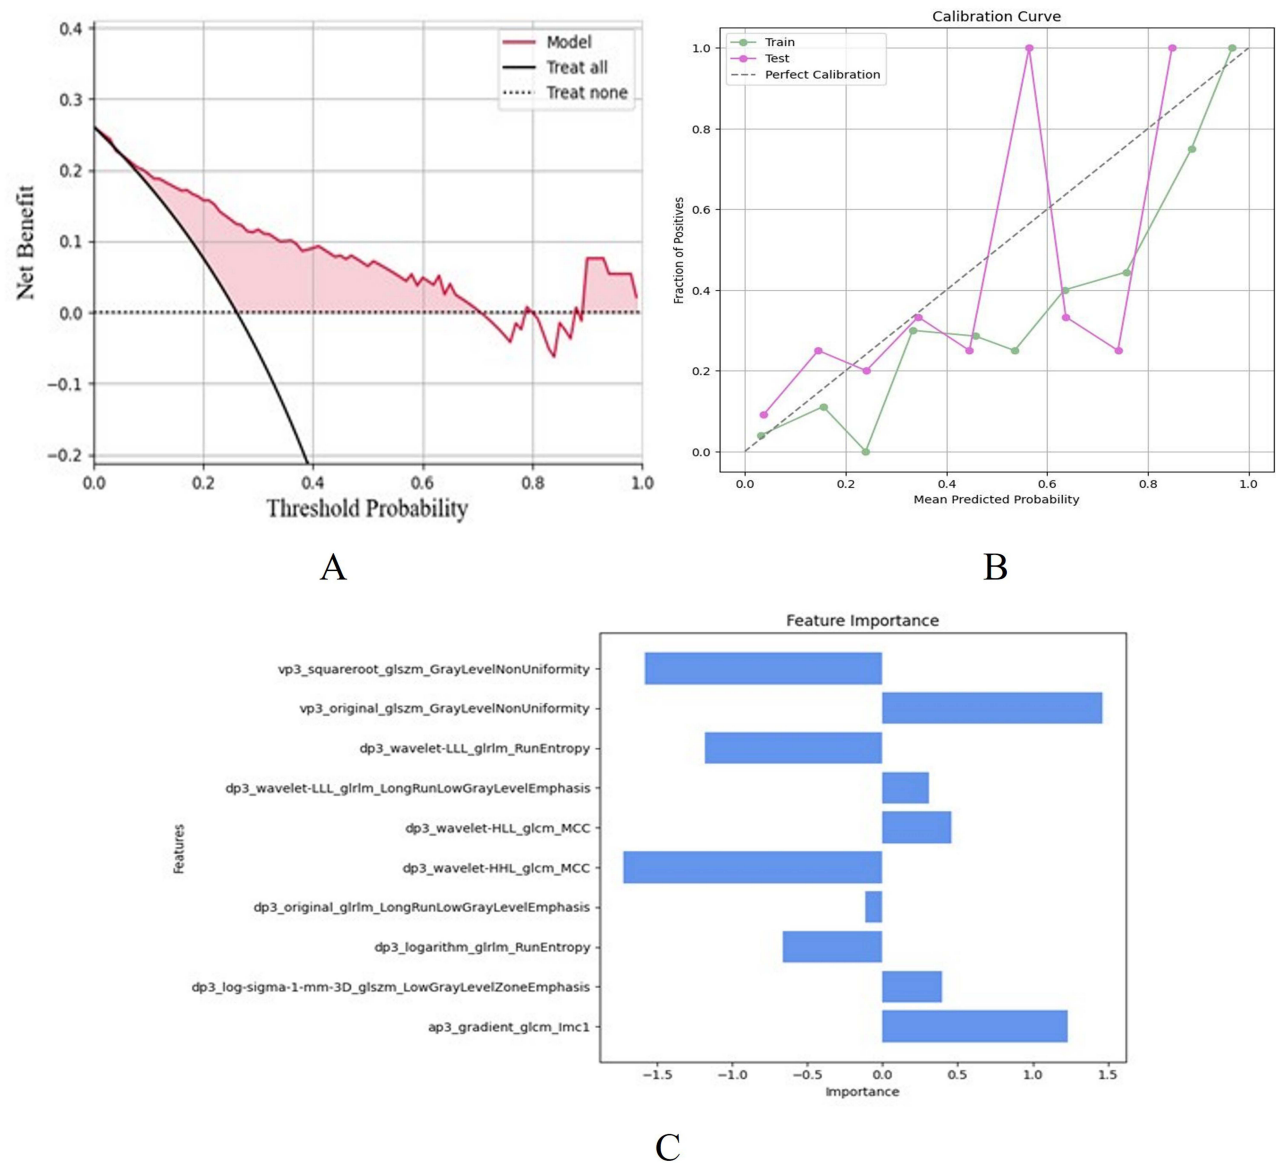 0.4
0.3
0.2
0.1
0.0
−0.1
−0.2
Net Benefit
Model
Treat all
Treat none
0.0 0.2 0.4 0.6 0.8 1.0
Threshold Probability
A
Calibration Curve
Train
Test
Perfect Calibration
1.0
0.8
0.6
0.4
0.2
0.0
Fraction of Positives
0.0 0.2 0.4 0.6 0.8 1.0
Mean Predicted Probability
B
Feature Importance
vp3_squareroot_glszm_GrayLevelNonUniformity
vp3_original_glszm_GrayLevelNonUniformity
dp3_wavelet-LLL_glrlm_RunEntropy
dp3_wavelet-LLL_glrlm_LongRunLowGrayLevelEmphasis
dp3_wavelet-HLL_glcm_MCC
dp3_wavelet-HHL_glcm_MCC
dp3_original_glrlm_LongRunLowGrayLevelEmphasis
dp3_logarithm_glrlm_RunEntropy
dp3_log-sigma-1-mm-3D_glszm_LowGrayLevelZoneEmphasis
ap3_gradient_glcm_Imc1
Features
−1.5 −1.0 −0.5 0.0 0.5 1.0 1.5
Importance
C